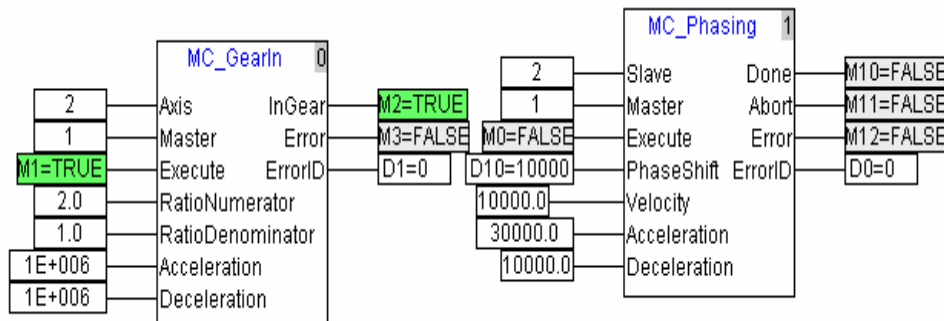 MC_GearIn 0
2 Axis InGear M2=TRUE
1 Master Error M3=FALSE
M1=TRUE Execute ErrorID D1=0
2.0 RatioNumerator
1.0 RatioDenominator
1E+006 Acceleration
1E+006 Deceleration
MC_Phasing 1
2 Slave Done M10=FALSE
1 Master Abort M11=FALSE
M0=FALSE Execute Error M12=FALSE
D10=10000 PhaseShift ErrorID D0=0
10000.0 Velocity
30000.0 Acceleration
10000.0 Deceleration